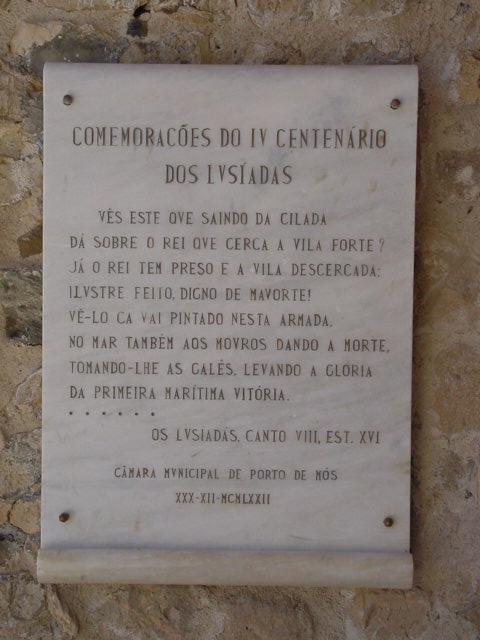 COMEMORACÕES DO IV CENTENÁRIO
DOS LVSÍADAS
VÊS ESTE QVE SAINDO DA CILADA
DÁ SOBRE O REI QVE CERCA A VILA FORTE?
JÁ O REI TEM PRESO E A VILA DESCERCADA:
ILVSTRE FEITO, DIGNO DE MAVORTE!
VÊ-LO CA VAI PINTADO NESTA ARMADA,
NO MAR TAMBÉM AOS MOVROS DANDO A MORTE,
TOMANDO-LHE AS GALÉS, LEVANDO A GLÓRIA
DA PRIMEIRA MARÍTIMA VITÓRIA.
.......
OS LVSIADAS, CANTO VIII, EST. XVI
CÂMARA MVNICIPAL DE PORTO DE MÓS
XXX-XII-MCMLXXII